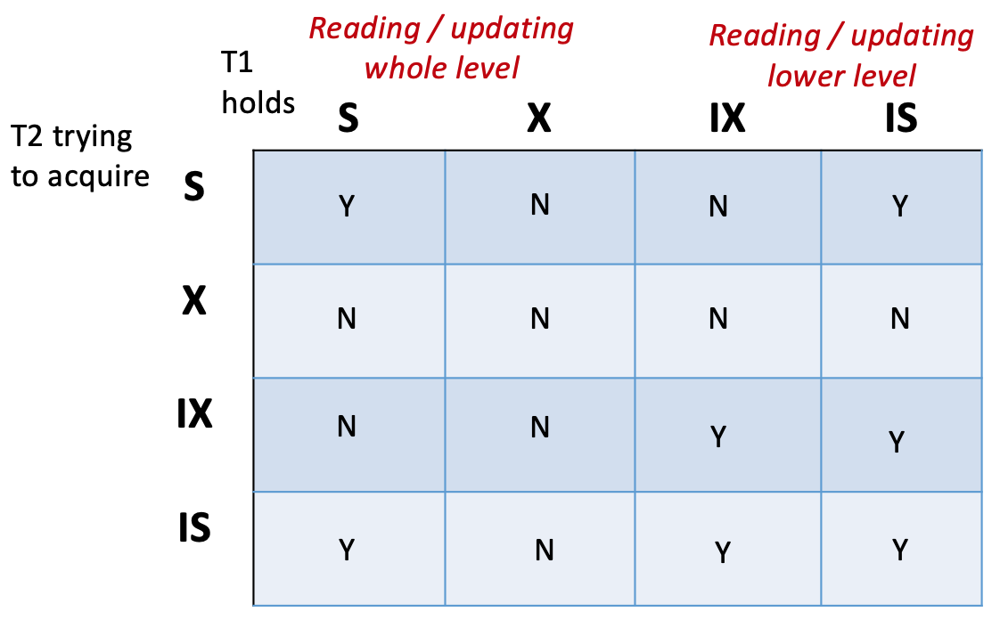 Reading / updating
whole level
Reading / updating
lower level
T1
holds
S X IX IS
T2 trying
to acquire
S Y N N Y
X N N N N
IX N N Y Y
IS Y N Y Y